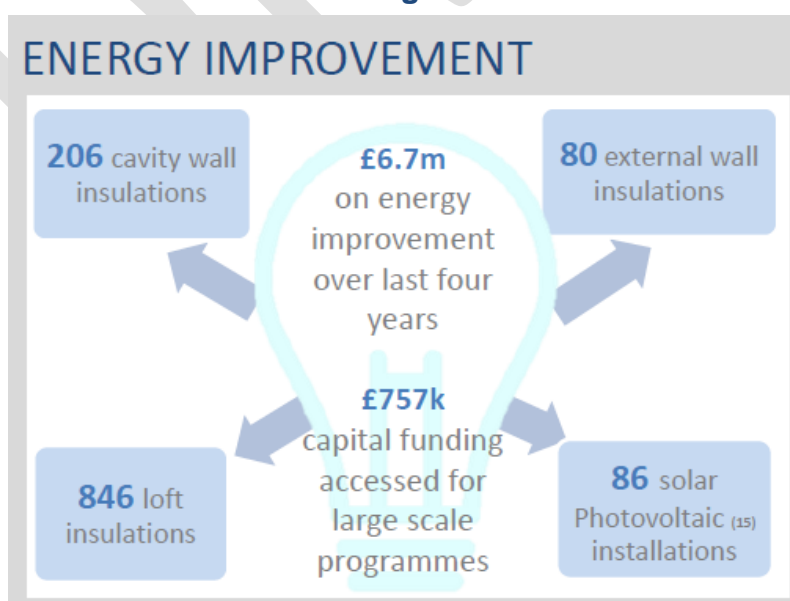 ENERGY IMPROVEMENT
206 cavity wall
insulations
£6.7m
on energy
improvement
over last four
years
80 external wall
insulations
846 loft
insulations
£757k
capital funding
accessed for
large scale
programmes
86 solar
Photovoltaic (15)
installations